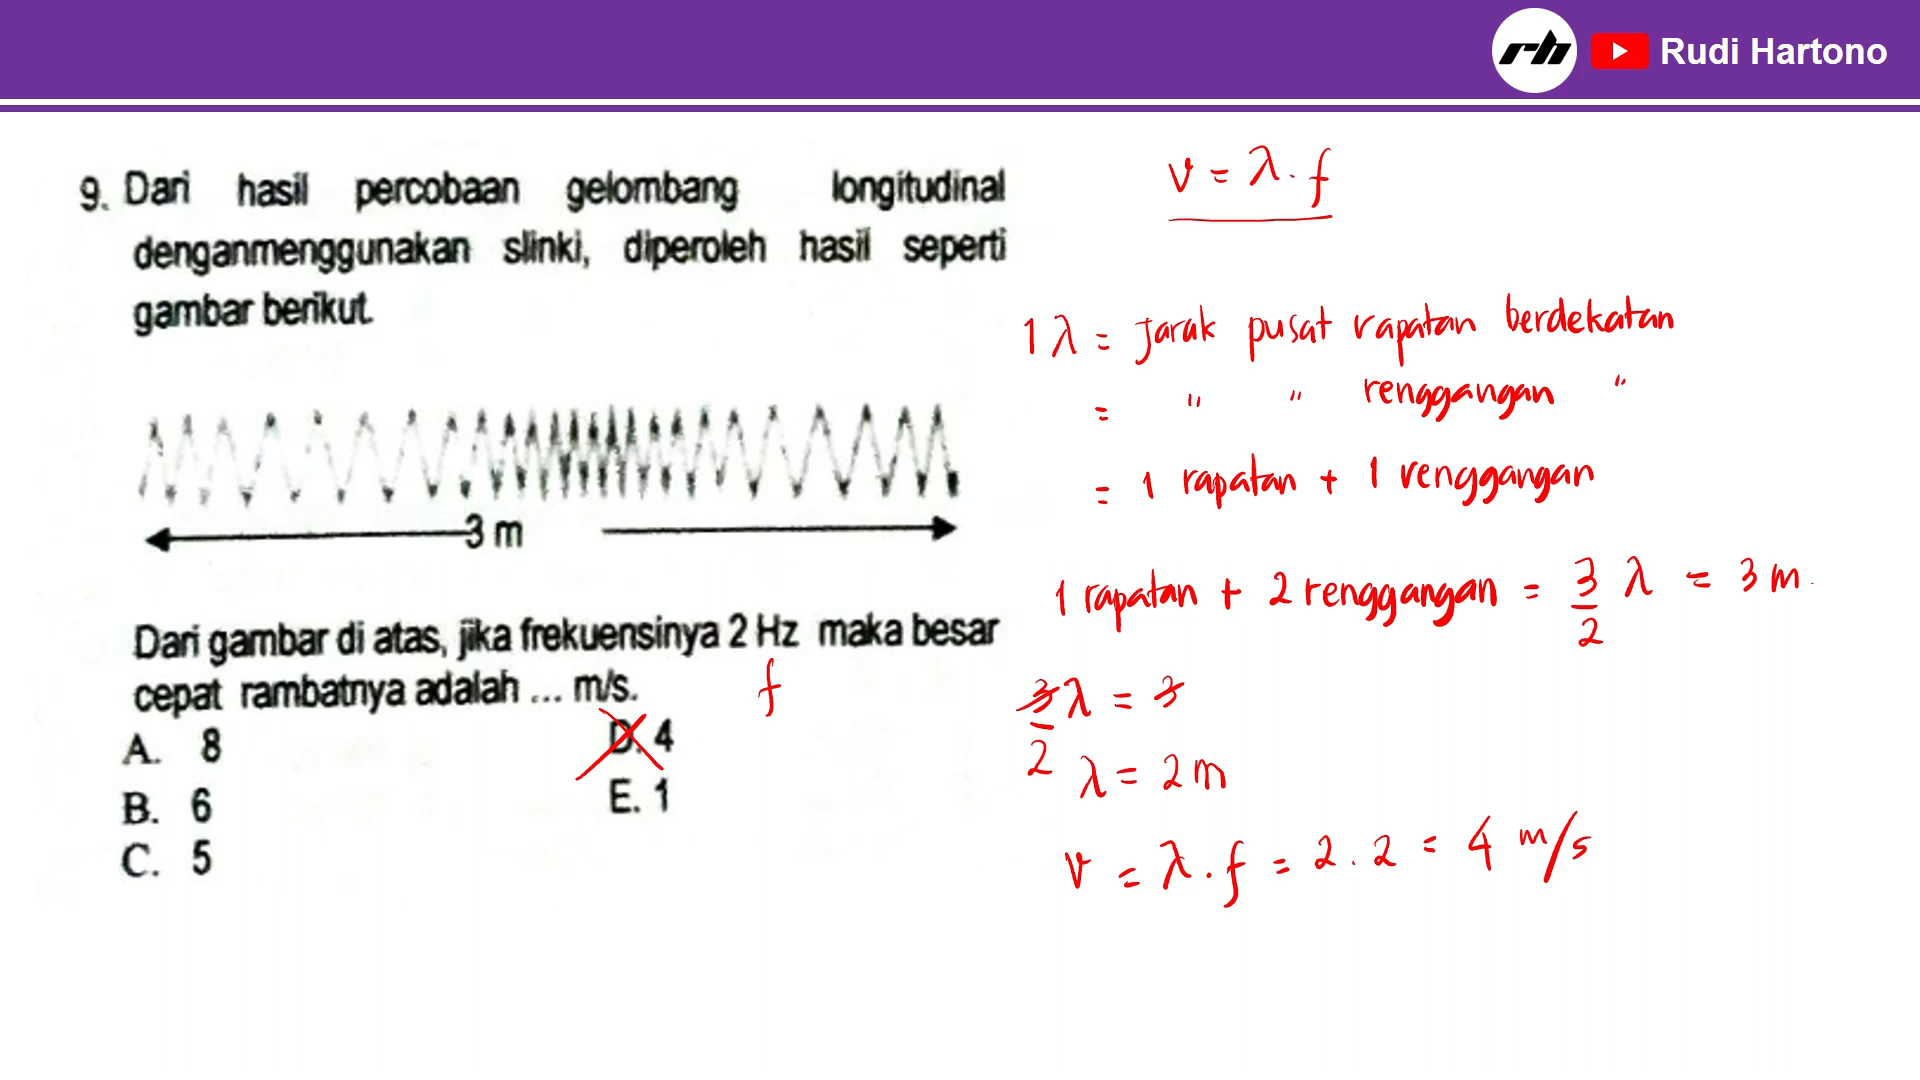 rh Rudi Hartono
9. Dari hasil percobaan gelombang longitudinal
denganmenggunakan slinki, diperoleh hasil seperti
gambar berikut.
3 m
Dari gambar di atas, jika frekuensinya 2 Hz maka besar
cepat rambatnya adalah ... m/s.
f
A. 8
B. 6
C. 5
D. 4
E. 1
v = λ . f
1 λ = jarak pusat rapatan berdekatan
= " " renggangan "
= 1 rapatan + 1 renggangan
1 rapatan + 2 renggangan = 3/2 λ = 3 m.
3/2 λ = 3
λ = 2 m
v = λ . f = 2 . 2 = 4 m/s